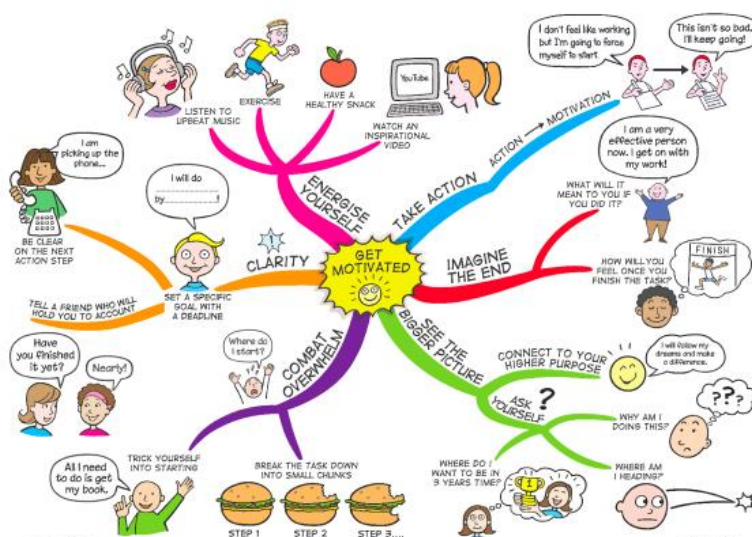 GET
MOTIVATED
ENERGISE
YOURSELF
LISTEN TO
UPBEAT MUSIC
EXERCISE
HAVE A
HEALTHY SNACK
YouTube
WATCH AN
INSPIRATIONAL
VIDEO
TAKE ACTION
ACTION → MOTIVATION
I don't feel like working
but I'm going to force
myself to start
This isn't so bad.
I'll keep going!
IMAGINE
THE END
WHAT WILL IT
MEAN TO YOU IF
YOU DID IT?
I am a very
effective person
now. I get on with
my work!
HOW WILL YOU
FEEL ONCE YOU
FINISH THE TASK?
FINISH
SEE THE
BIGGER PICTURE
CONNECT TO YOUR
HIGHER PURPOSE
I will follow my
dreams and make
a difference.
ASK
YOURSELF
?
WHY AM I
DOING THIS?
???
WHERE AM
I HEADING?
WHERE DO I
WANT TO BE IN
3 YEARS TIME?
1
COMBAT
OVERWHELM
Where do
I start?
BREAK THE TASK DOWN
INTO SMALL CHUNKS
STEP 1
STEP 2
STEP 3....
TRICK YOURSELF
INTO STARTING
All I need
to do is get
my book.
CLARITY
1
SET A SPECIFIC
GOAL WITH
A DEADLINE
I will do
__________
by________!
BE CLEAR
ON THE NEXT
ACTION STEP
I am
picking up the
phone...
TELL A FRIEND WHO WILL
HOLD YOU TO ACCOUNT
Have
you finished
it yet?
Nearly!